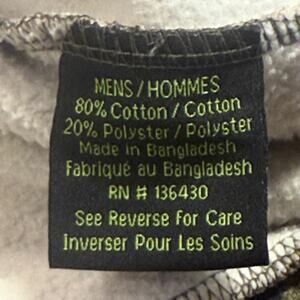 MENS / HOMMES
80% Cotton / Cotton
20% Polyster / Polyster
Made in Bangladesh
Fabriqué au Bangladesh
RN # 136430
See Reverse for Care
Inverser Pour Les Soins